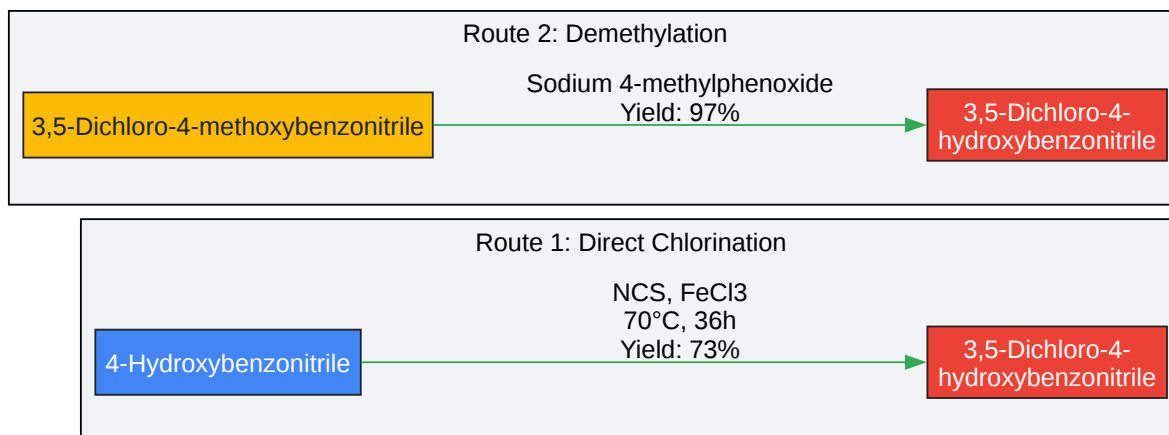 Route 2: Demethylation
Sodium 4-methylphenoxide
Yield: 97%
3,5-Dichloro-4-methoxybenzonitrile
3,5-Dichloro-4-
hydroxybenzonitrile
Route 1: Direct Chlorination
NCS, FeCl3
70°C, 36h
Yield: 73%
4-Hydroxybenzonitrile
3,5-Dichloro-4-
hydroxybenzonitrile